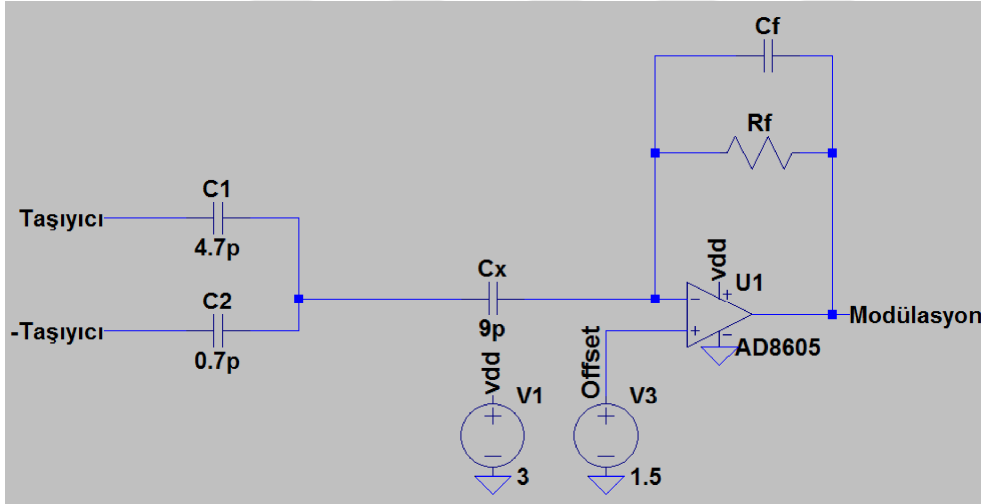 Cf
Rf
C1
Taşıyıcı
4.7p
C2
-Taşıyıcı
0.7p
Cx
9p
vdd
U1
Modülasyon
AD8605
Offset
vdd
V1
V3
3
1.5